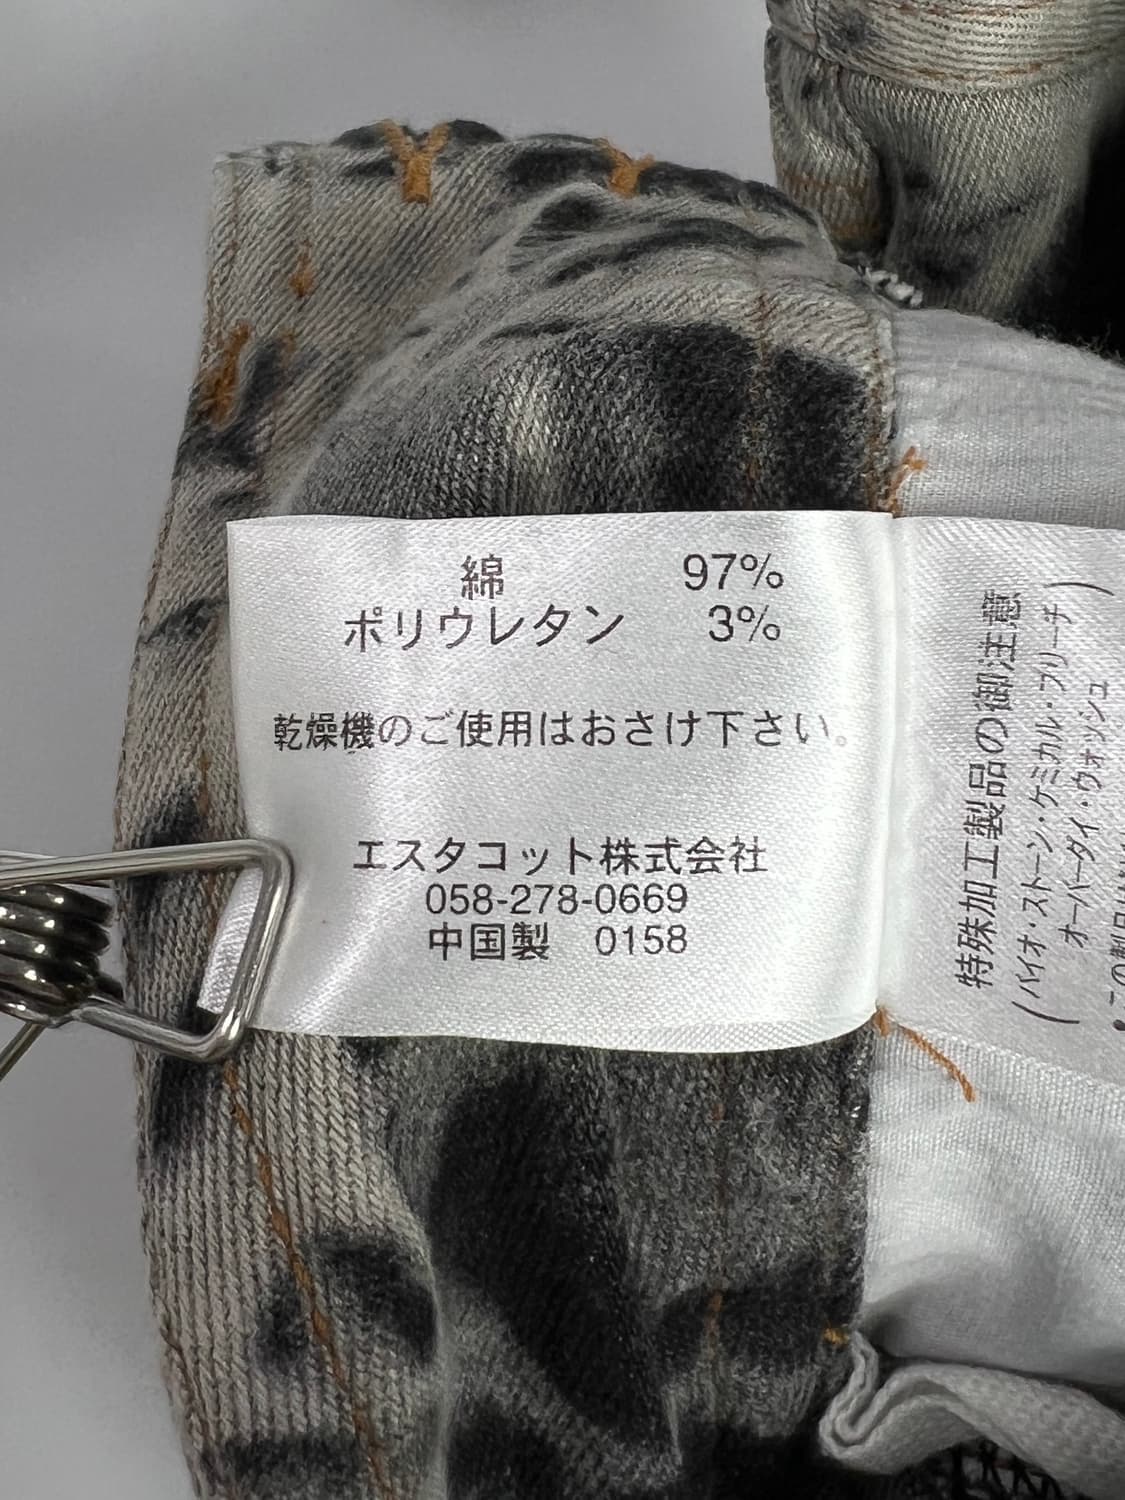 綿 97%
ポリウレタン 3%
乾燥機のご使用はおさけ下さい。
エスタコット株式会社
058-278-0669
中国製 0158
特殊加工製品の御注意
(バイオ・ストーン・ケミカル・ブリーチ
オーバーダイ・ウォッシュ )